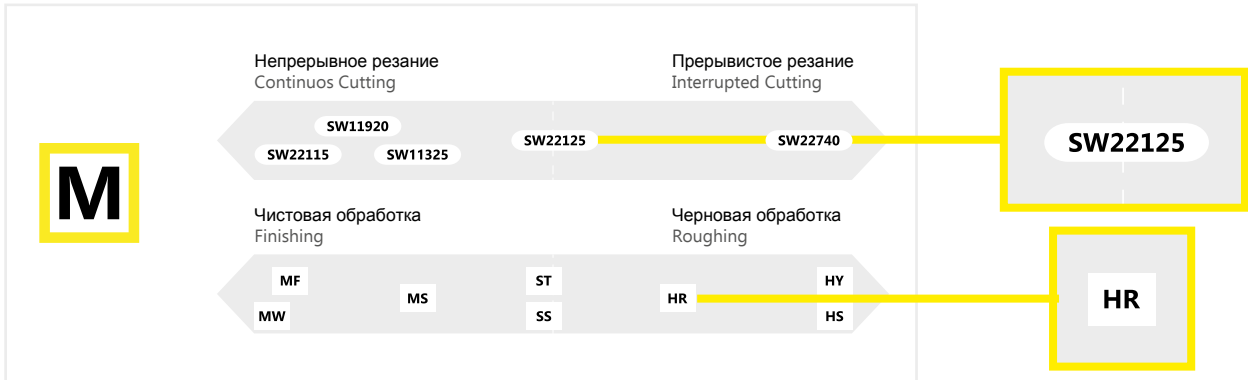 Непрерывное резание
Continuos Cutting
Прерывистое резание
Interrupted Cutting
SW11920
SW22115
SW11325
SW22125
SW22740
SW22125
M
Чистовая обработка
Finishing
Черновая обработка
Roughing
MF
MW
MS
ST
SS
HR
HY
HS
HR